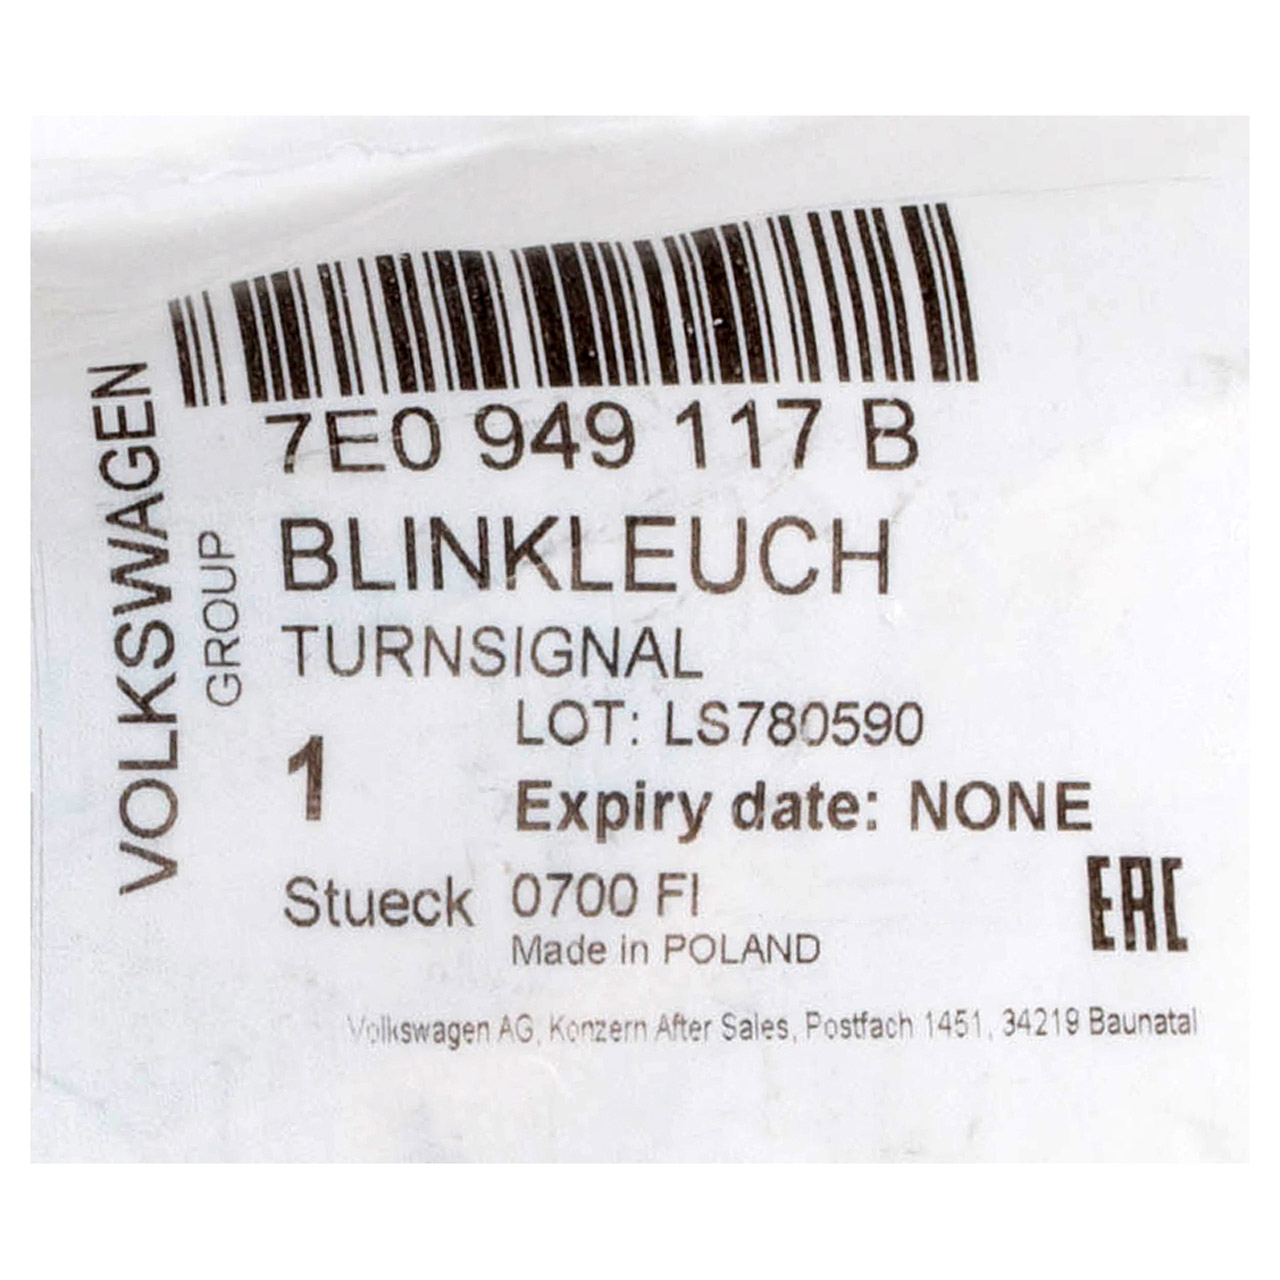 VOLKSWAGEN
GROUP
7E0 949 117 B
BLINKLEUCH
TURNSIGNAL
LOT: LS780590
1
Expiry date: NONE
Stueck 0700 FI
Made in POLAND
EAC
Volkswagen AG, Konzern After Sales, Postfach 1451, 34219 Baunatal